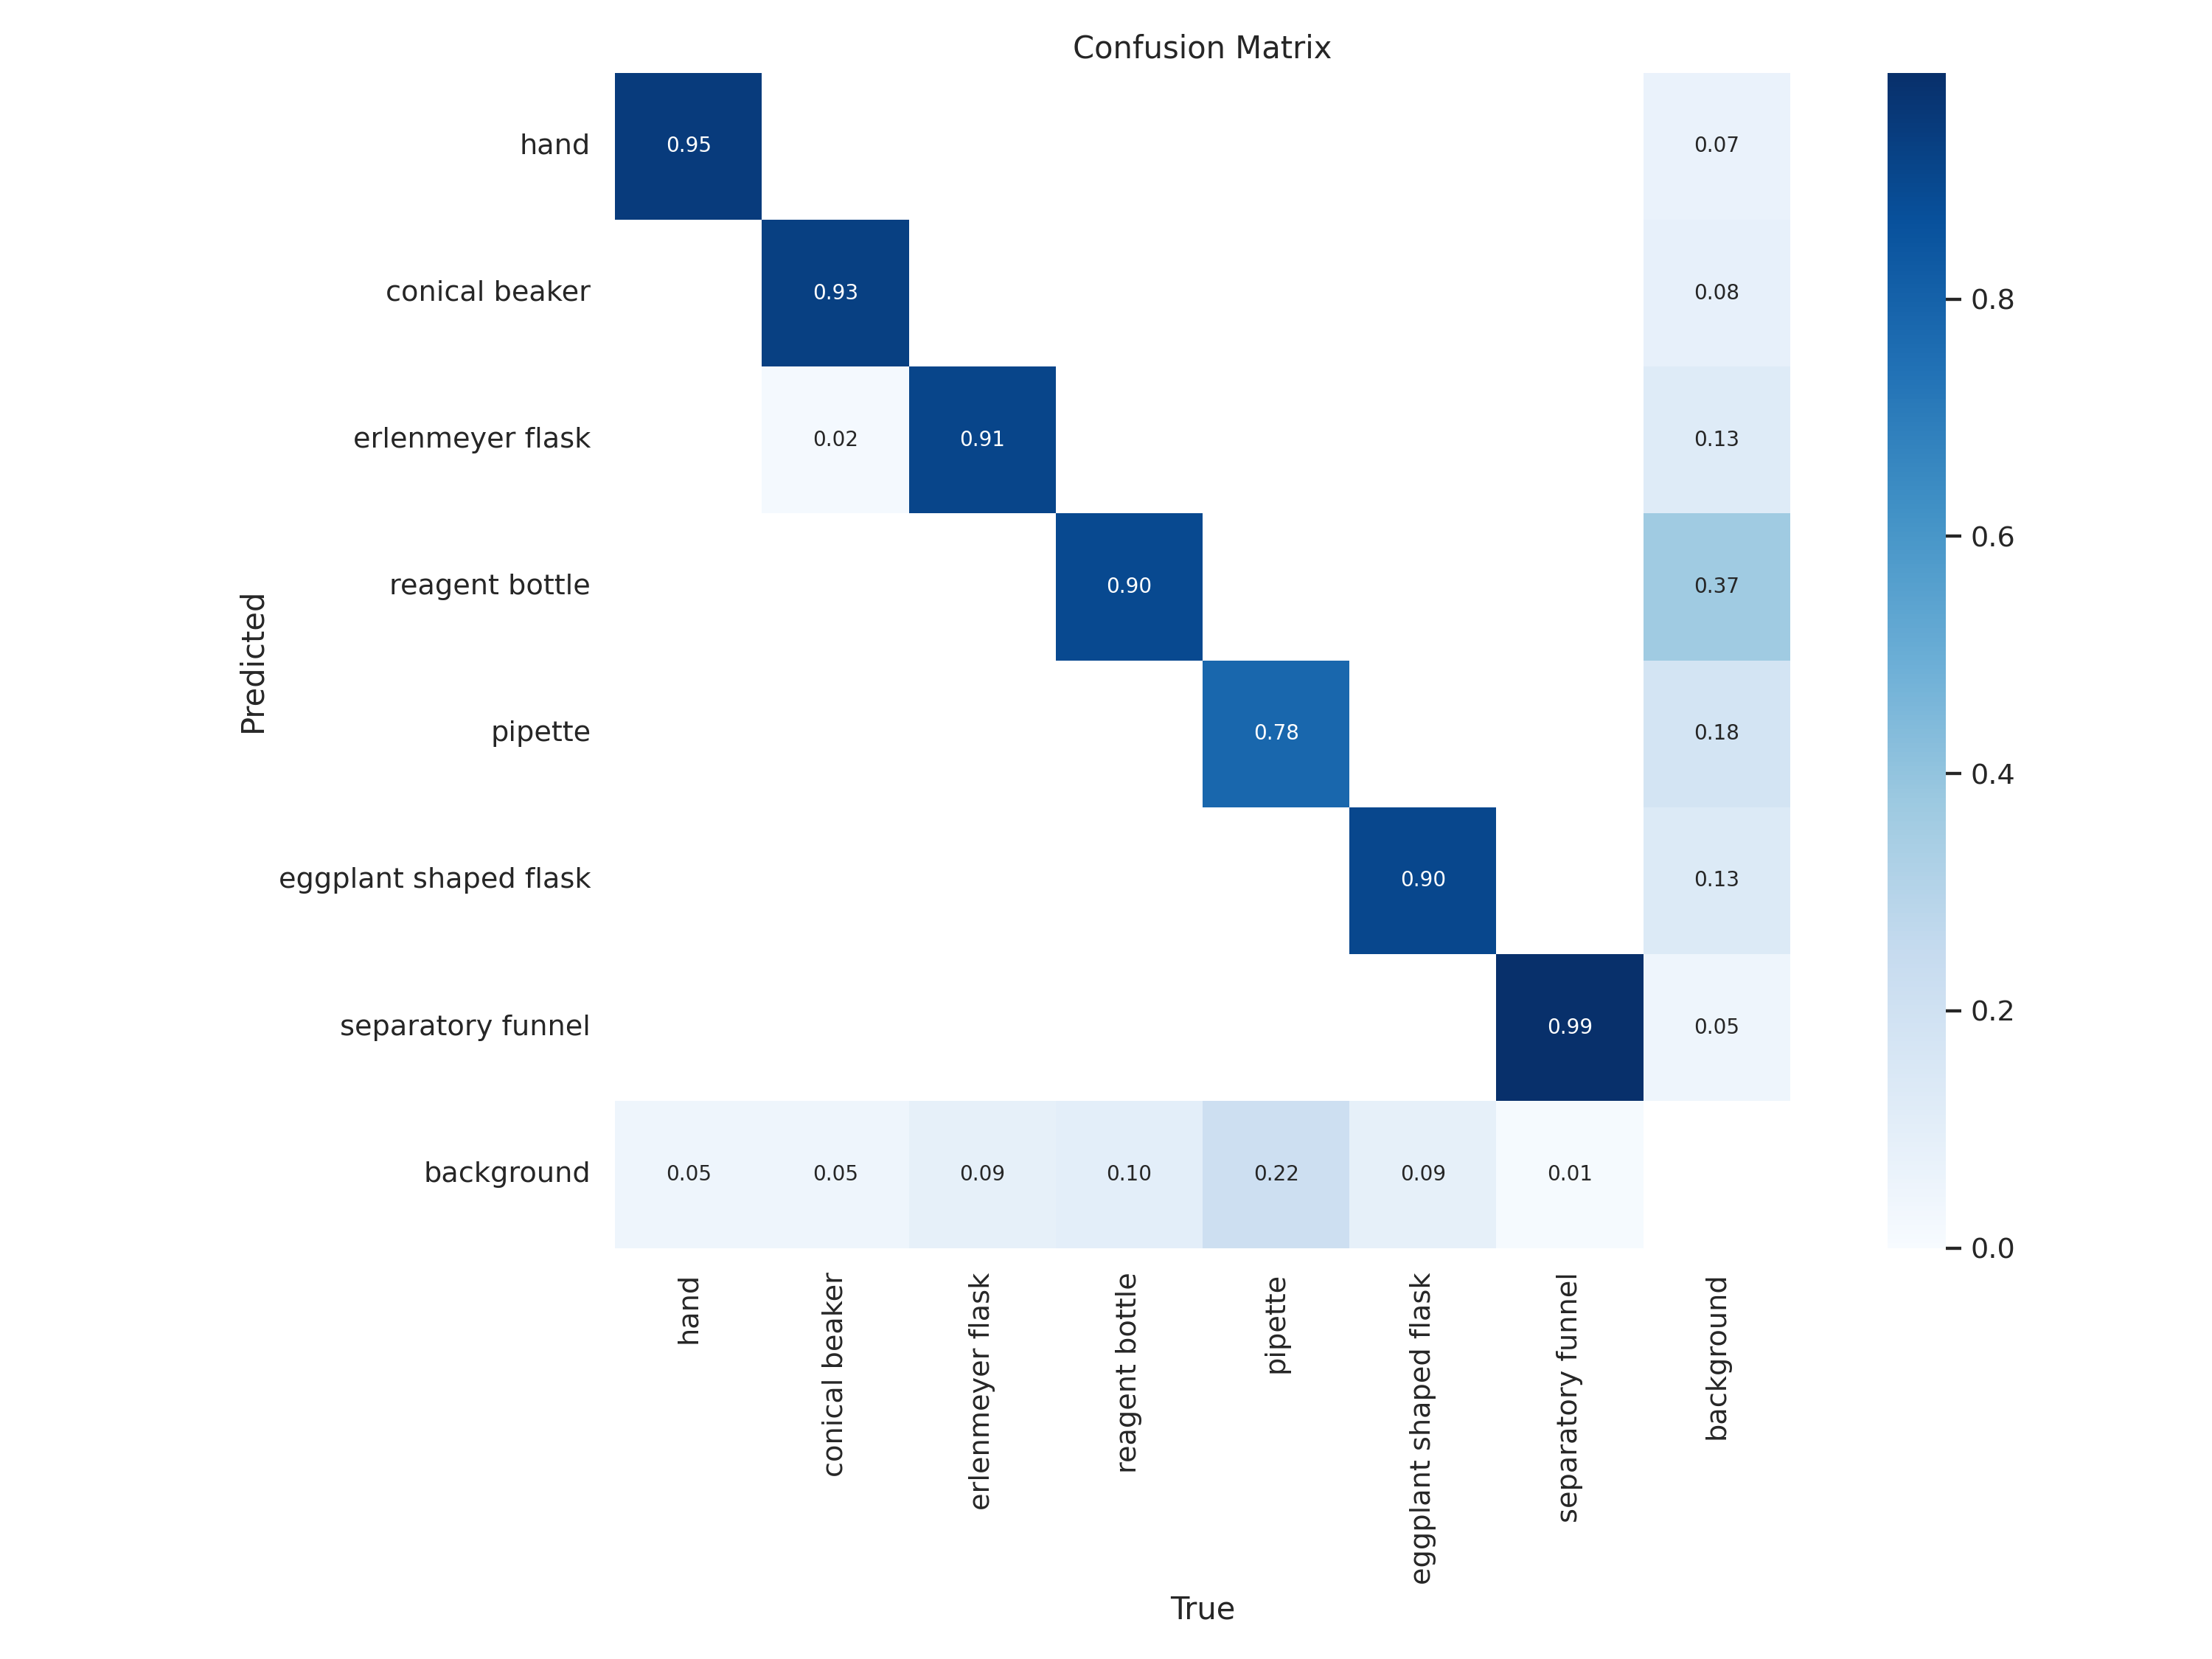 Confusion Matrix
hand
0.95
0.07
conical beaker
0.93
0.08
erlenmeyer flask
0.02
0.91
0.13
reagent bottle
0.90
0.37
pipette
0.78
0.18
eggplant shaped flask
0.90
0.13
separatory funnel
0.99
0.05
background
0.05
0.05
0.09
0.10
0.22
0.09
0.01
Predicted
hand
conical beaker
erlenmeyer flask
reagent bottle
pipette
eggplant shaped flask
separatory funnel
background
True
0.8
0.6
0.4
0.2
0.0